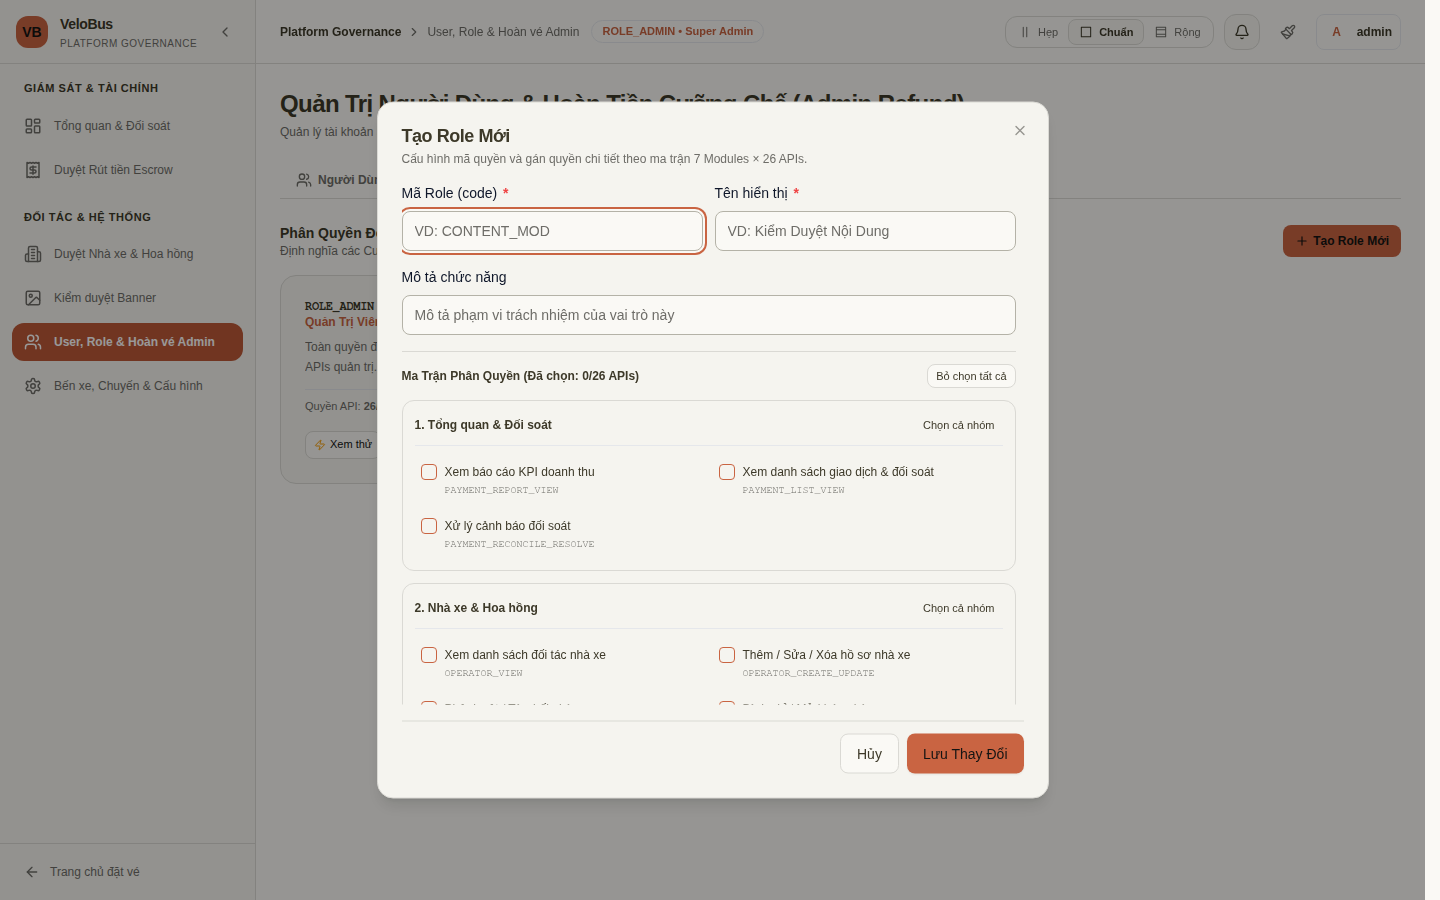 VB
VeloBus
PLATFORM GOVERNANCE
GIÁM SÁT & TÀI CHÍNH
Tổng quan & Đối soát
Duyệt Rút tiền Escrow
ĐỐI TÁC & HỆ THỐNG
Duyệt Nhà xe & Hoa hồng
Kiểm duyệt Banner
User, Role & Hoàn vé Admin
Bến xe, Chuyến & Cấu hình
Trang chủ đặt vé
Platform Governance
User, Role & Hoàn vé Admin
ROLE_ADMIN • Super Admin
Hẹp
Chuẩn
Rộng
A
admin
Quản Trị Người Dùng & Hoàn Tiền Cưỡng Chế (Admin Refund)
Quản lý tài khoản
Người Dùn
Phân Quyền
Định nghĩa các
Tạo Role Mới
ROLE_ADMIN
Quản Trị Viên
Toàn quyền
APIs quản trị.
Quyền API: 26
Xem thử
Tạo Role Mới
Cấu hình mã quyền và gán quyền chi tiết theo ma trận 7 Modules × 26 APIs.
Mã Role (code) *
Tên hiển thị *
VD: CONTENT_MOD
VD: Kiểm Duyệt Nội Dung
Mô tả chức năng
Mô tả phạm vi trách nhiệm của vai trò này
Ma Trận Phân Quyền (Đã chọn: 0/26 APIs)
Bỏ chọn tất cả
1. Tổng quan & Đối soát
Chọn cả nhóm
Xem báo cáo KPI doanh thu
PAYMENT_REPORT_VIEW
Xem danh sách giao dịch & đối soát
PAYMENT_LIST_VIEW
Xử lý cảnh báo đối soát
PAYMENT_RECONCILE_RESOLVE
2. Nhà xe & Hoa hồng
Chọn cả nhóm
Xem danh sách đối tác nhà xe
OPERATOR_VIEW
Thêm / Sửa / Xóa hồ sơ nhà xe
OPERATOR_CREATE_UPDATE
Hủy
Lưu Thay Đổi